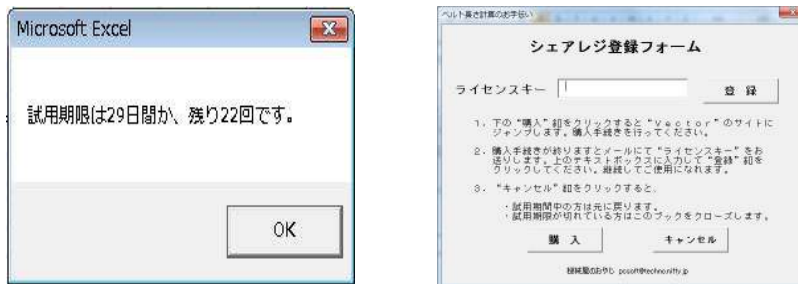 Microsoft Excel
試用期限は29日間か、残り22回です。
OK
ベルト長さ計算のお手伝い
シェアレジ登録フォーム
ライセンスキー
登 録
1. 下の"購入"釦をクリックすると"Vector"のサイトに
ジャンプします。購入手続きを行ってください。
2. 購入手続きが終りますとメールにて"ライセンスキー"をお
送りします。上のテキストボックスに入力して"登録"釦を
クリックしてください。継続してご使用になれます。
3. "キャンセル"釦をクリックすると、
・試用期間中の方は元に戻ります。
・試用期限が切れている方はこのブックをクローズします。
購 入
キャンセル
機械屋のおやじ pcsoft@techno.nifty.jp